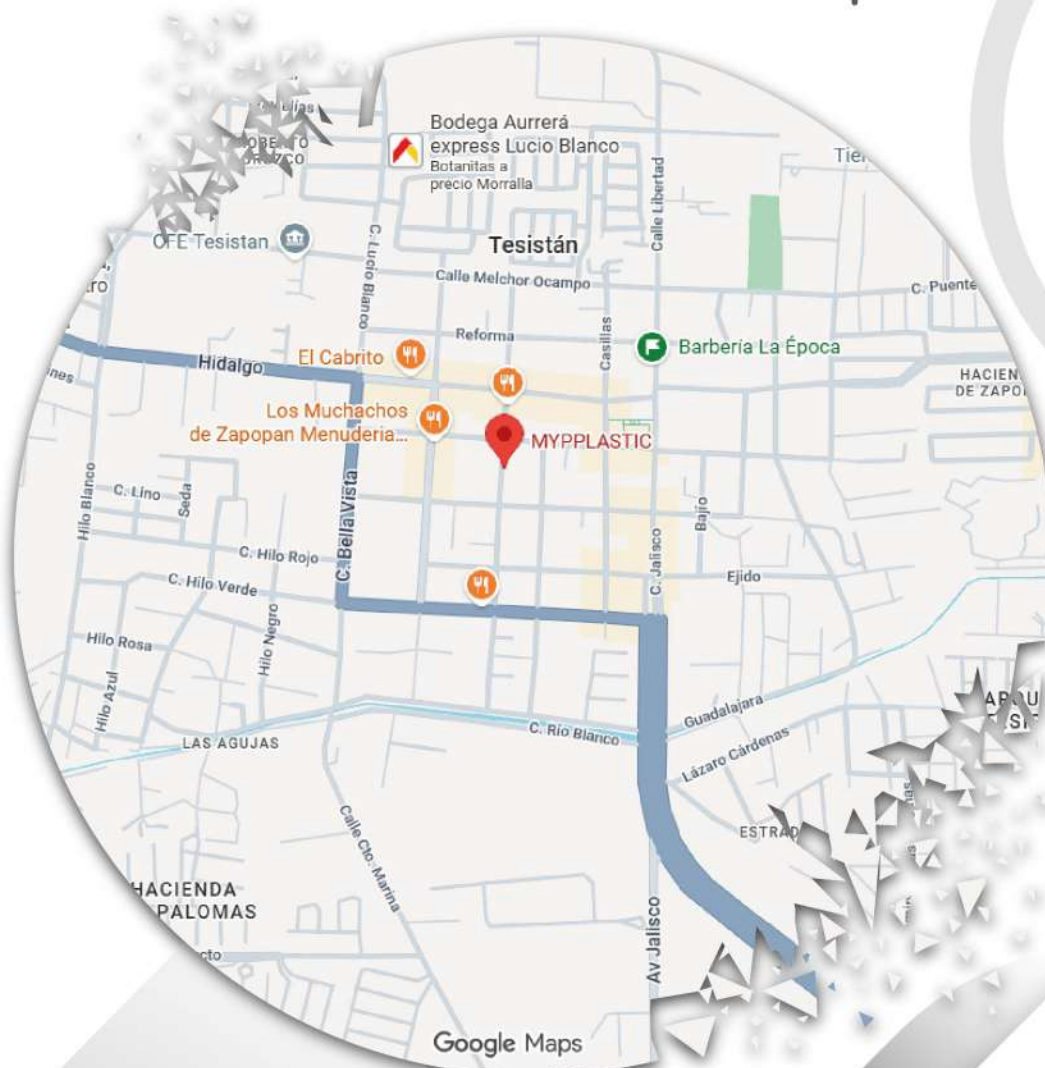 Bodega Aurrerá
express Lucio Blanco
Botanitas a
precio Morralla
CFE Tesistan
Tesistán
Calle Libertad
C. Lucio Blanco
Calle Melchor Ocampo
C. Puente
Reforma
Casillas
Barbería La Época
El Cabrito
Hidalgo
HACIEN
DE ZAPO
Los Muchachos
de Zapopan Menuderia...
MYPPLASTIC
Hilo Blanco
C. Lino
Seda
C. Bella Vista
Bajío
C. Jalisco
C. Hilo Rojo
Ejido
C. Hilo Verde
Hilo Negro
Hilo Rosa
Hilo Azul
Guadalajara
C. Río Blanco
LAS AGUJAS
Lázaro Cárdenas
ESTRAD
Calle Cto. Marina
HACIENDA
PALOMAS
Av Jalisco
Google Maps